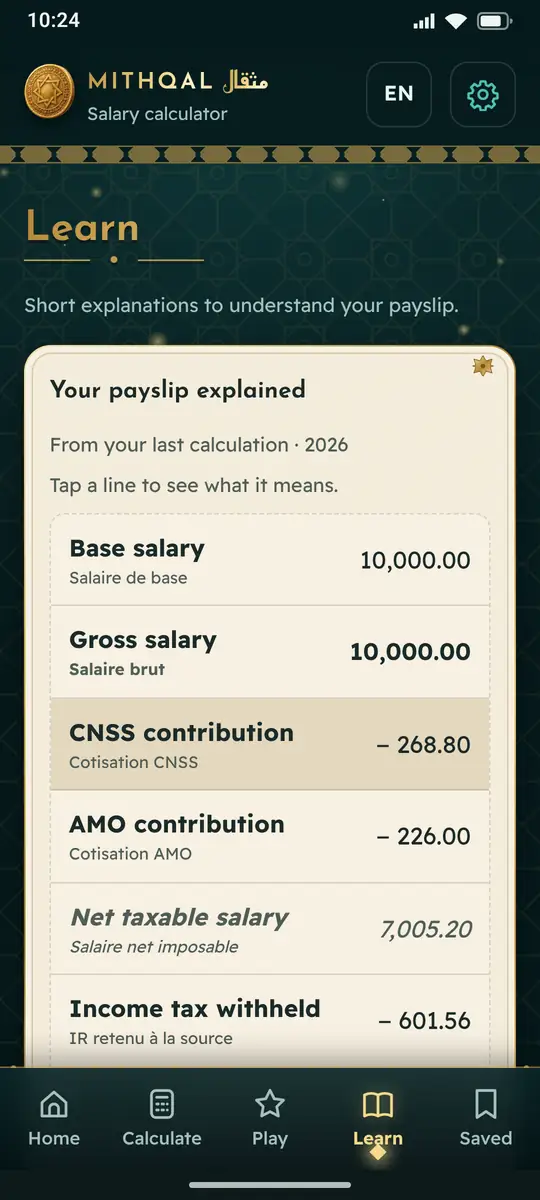 10:24
MITHQAL مثقال
Salary calculator
EN
Learn
Short explanations to understand your payslip.
Your payslip explained
From your last calculation · 2026
Tap a line to see what it means.
Base salary
Salaire de base
10,000.00
Gross salary
Salaire brut
10,000.00
CNSS contribution
Cotisation CNSS
− 268.80
AMO contribution
Cotisation AMO
− 226.00
Net taxable salary
Salaire net imposable
7,005.20
Income tax withheld
IR retenu à la source
− 601.56
Home
Calculate
Play
Learn
Saved